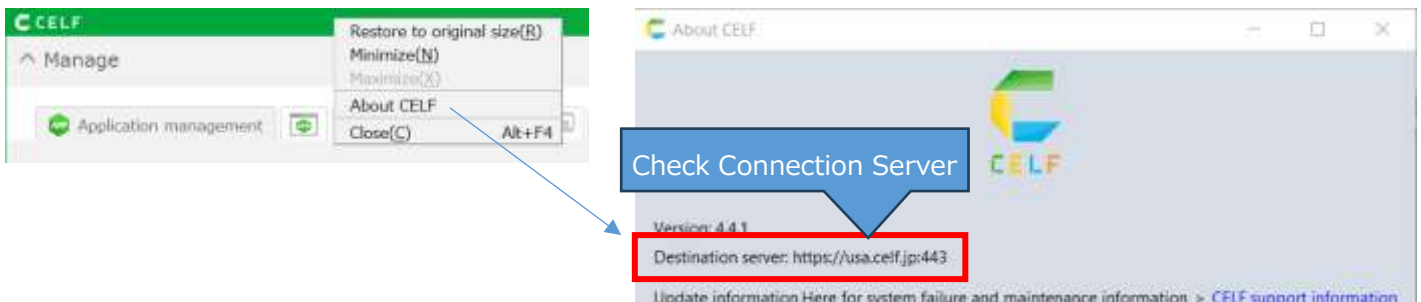 CELF
Manage
Application management
Restore to original size(R)
Minimize(N)
Maximize(X)
About CELF
Close(C) Alt+F4
About CELF
CELF
Check Connection Server
Version: 4.4.1
Destination server: https://usa.celf.jp:443
Update information Here for system failure and maintenance information > CELF support information